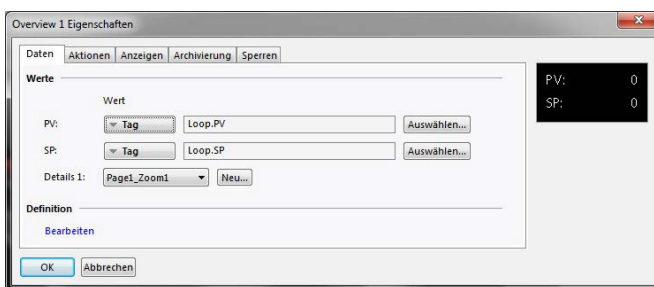 Overview 1 Eigenschaften
Daten Aktionen Anzeigen Archivierung Sperren
Werte
Wert
PV: Tag Loop.PV Auswählen...
SP: Tag Loop.SP Auswählen...
Details 1: Page1_Zoom1 Neu...
Definition
Bearbeiten
OK Abbrechen
PV: 0
SP: 0